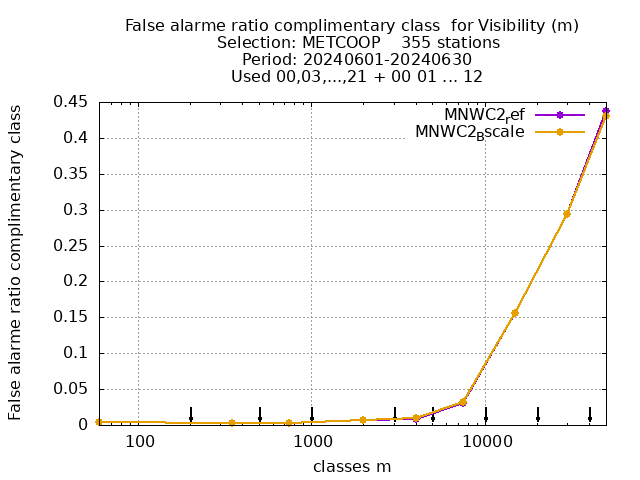 False alarme ratio complimentary class  for Visibility (m)
Selection: METCOOP    355 stations
Period: 20240601-20240630
Used 00,03,...,21 + 00 01 ... 12
MNWC2ref
MNWC2Bscale
False alarme ratio complimentary class
0.45
0.4
0.35
0.3
0.25
0.2
0.15
0.1
0.05
0
100
1000
10000
classes m